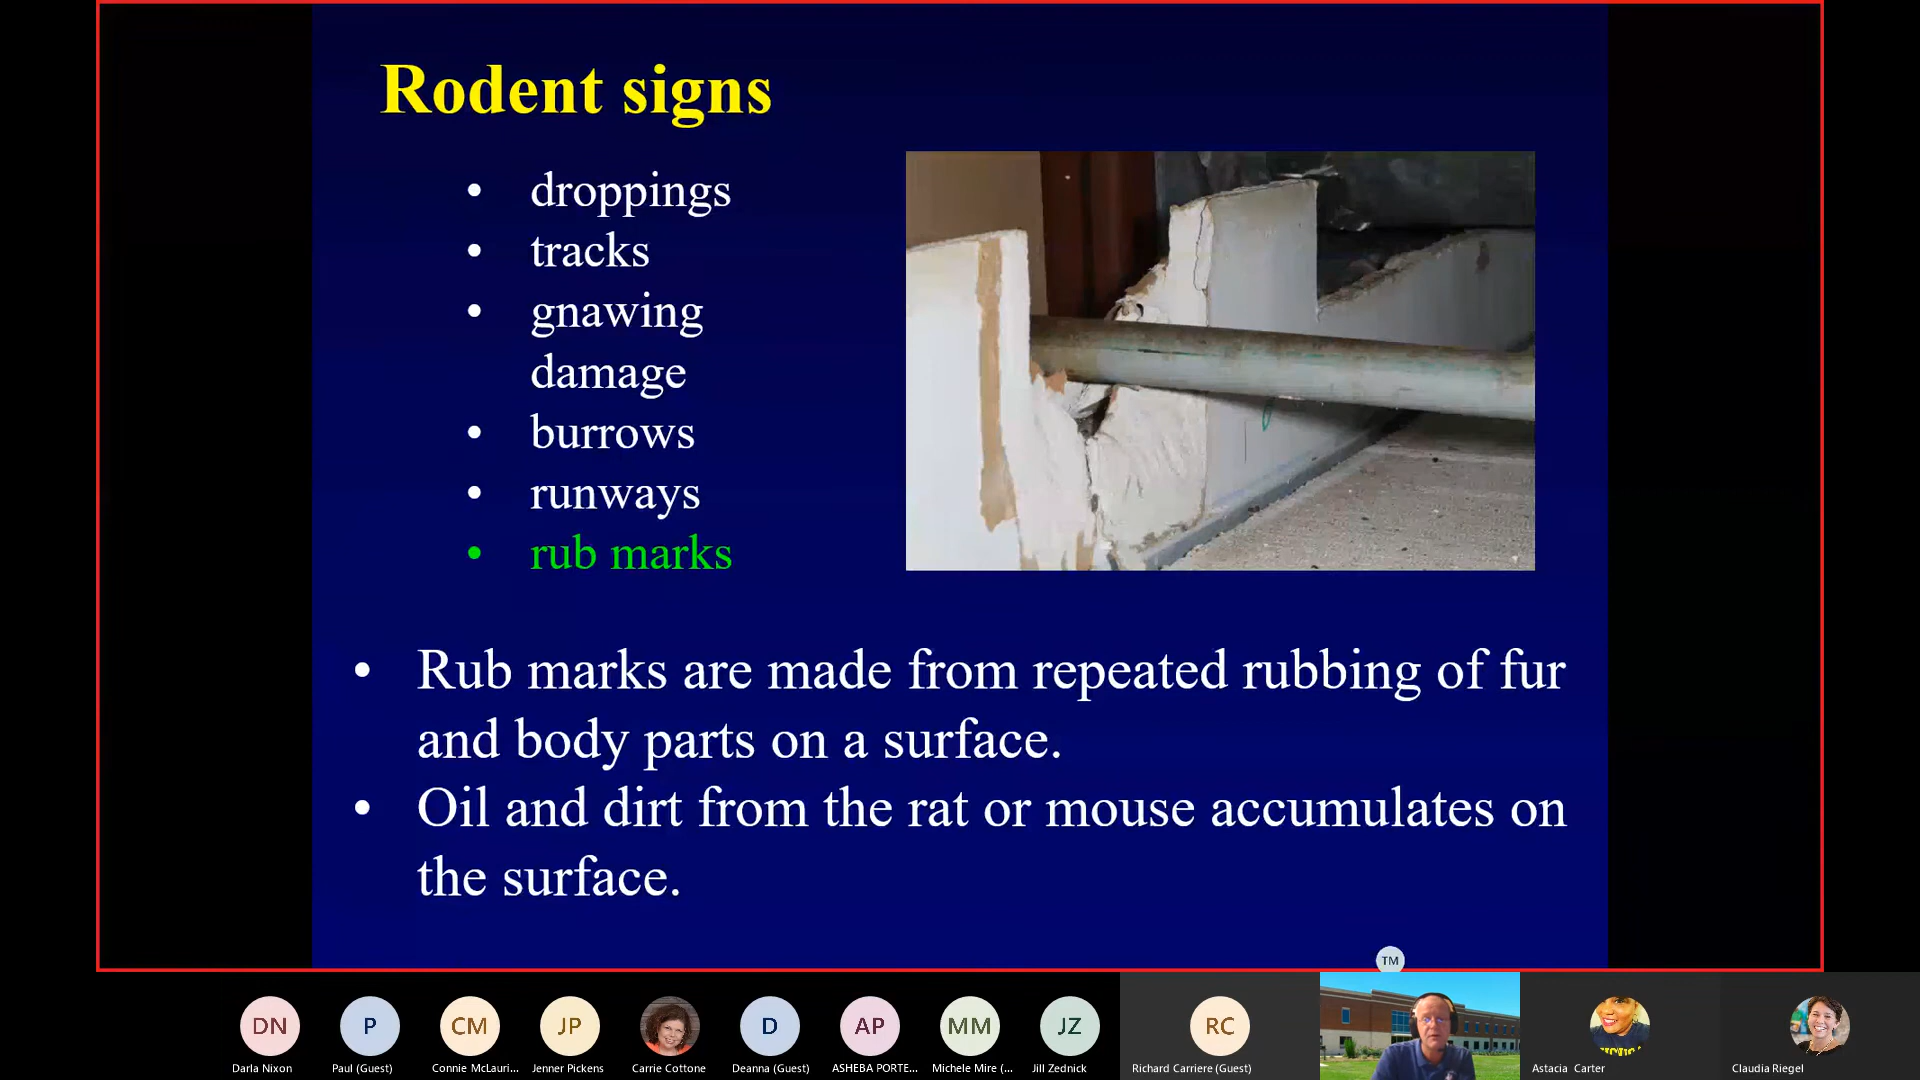 Rodent signs
• droppings
• tracks
• gnawing
damage
• burrows
• runways
• rub marks
• Rub marks are made from repeated rubbing of fur
and body parts on a surface.
• Oil and dirt from the rat or mouse accumulates on
the surface.
TM
DN
P
CM
JP
D
AP
MM
JZ
RC
Darla Nixon
Paul (Guest)
Connie McLauri...
Jenner Pickens
Carrie Cottone
Deanna (Guest)
ASHEBA PORTE...
Michele Mire (...
Jill Zednick
Richard Carriere (Guest)
Astacia Carter
Claudia Riegel